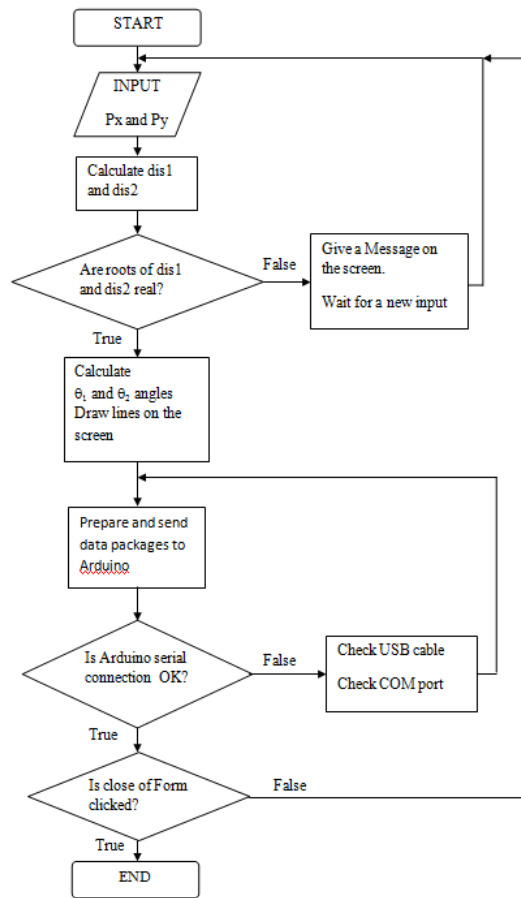 START
INPUT
Px and Py
Calculate dis1
and dis2
Are roots of dis1
and dis2 real?
False
Give a Message on
the screen.
Wait for a new input
True
Calculate
θ₁ and θ₂ angles
Draw lines on the
screen
Prepare and send
data packages to
Arduino
Is Arduino serial
connection OK?
False
Check USB cable
Check COM port
True
Is close of Form
clicked?
False
True
END